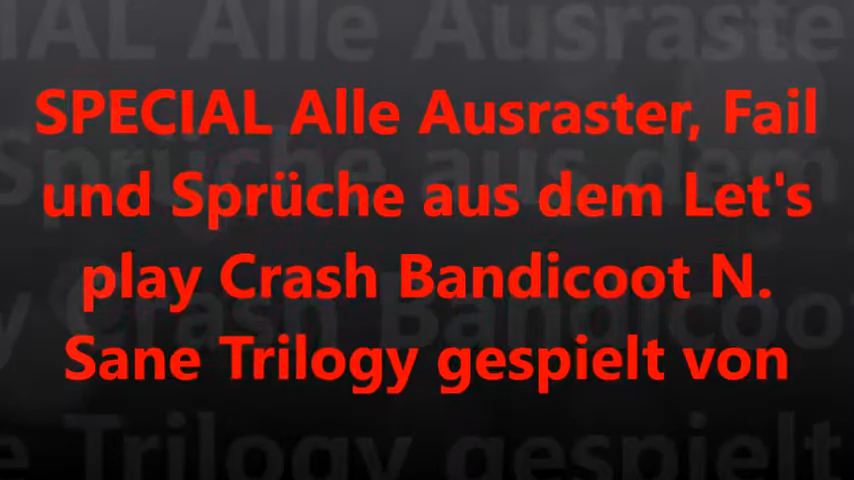 SPECIAL Alle Ausraster, Fail
und Sprüche aus dem Let's
play Crash Bandicoot N.
Sane Trilogy gespielt von